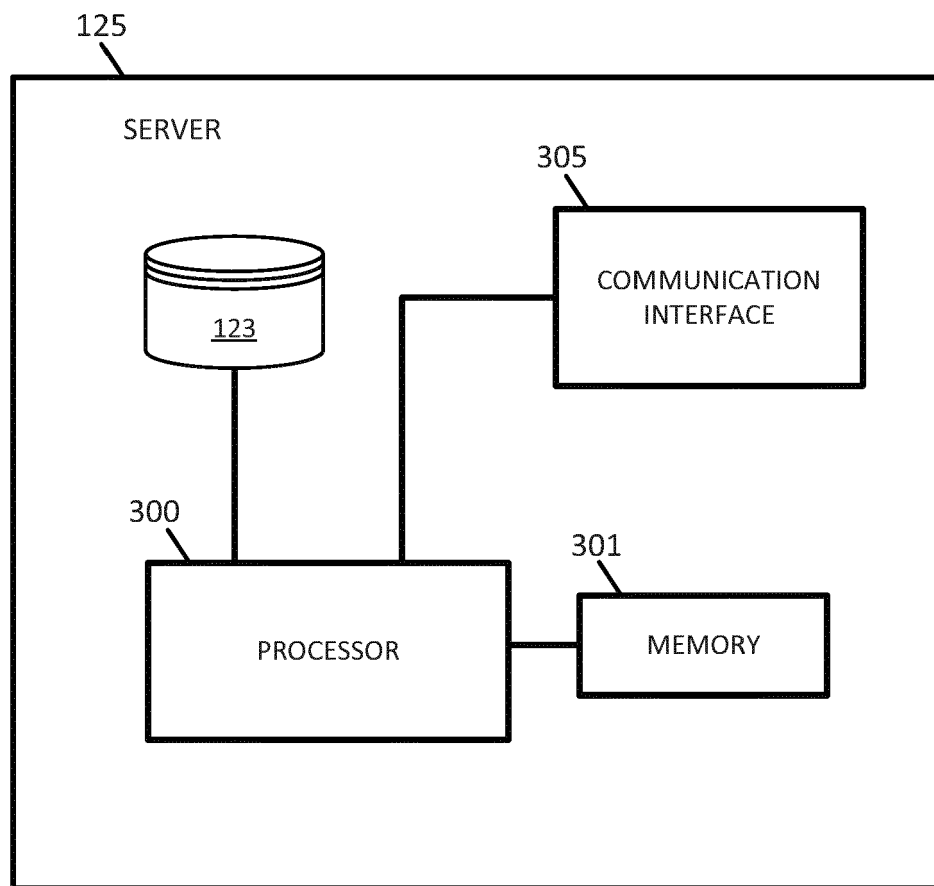 125
SERVER
305
COMMUNICATION
INTERFACE
123
300
301
PROCESSOR
MEMORY